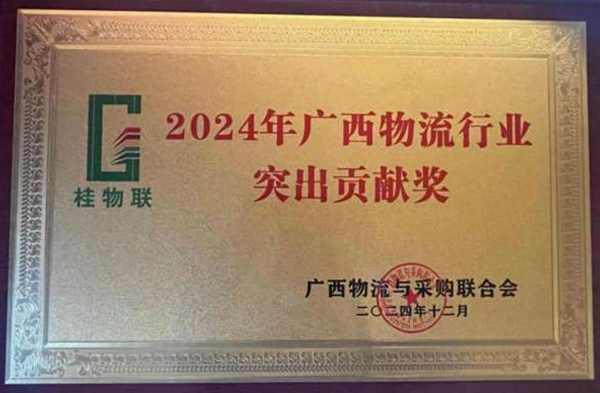 桂物联
2024年广西物流行业
突出贡献奖
广西物流与采购联合会
二〇二四年十二月